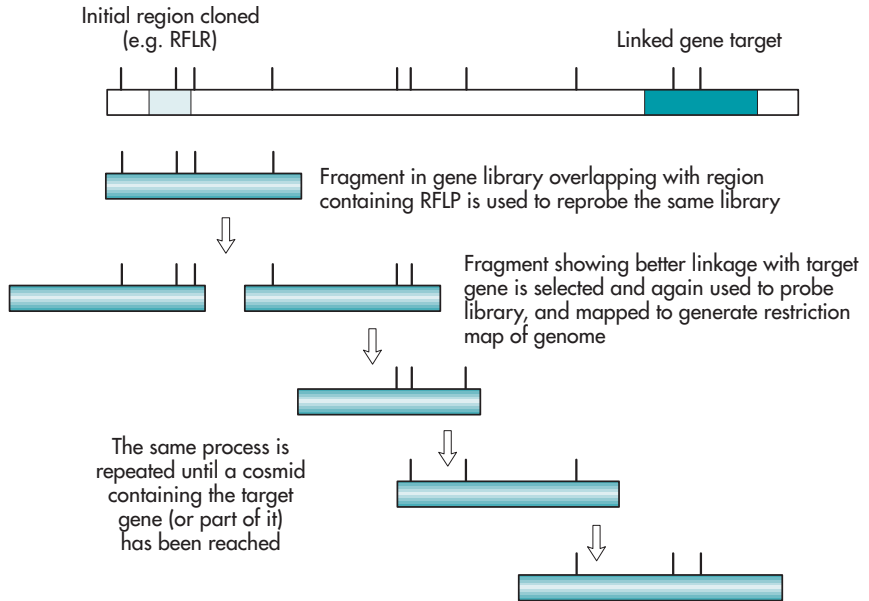 Initial region cloned
(e.g. RFLR)
Linked gene target
Fragment in gene library overlapping with region
containing RFLP is used to reprobe the same library
Fragment showing better linkage with target
gene is selected and again used to probe
library, and mapped to generate restriction
map of genome
The same process is
repeated until a cosmid
containing the target
gene (or part of it)
has been reached